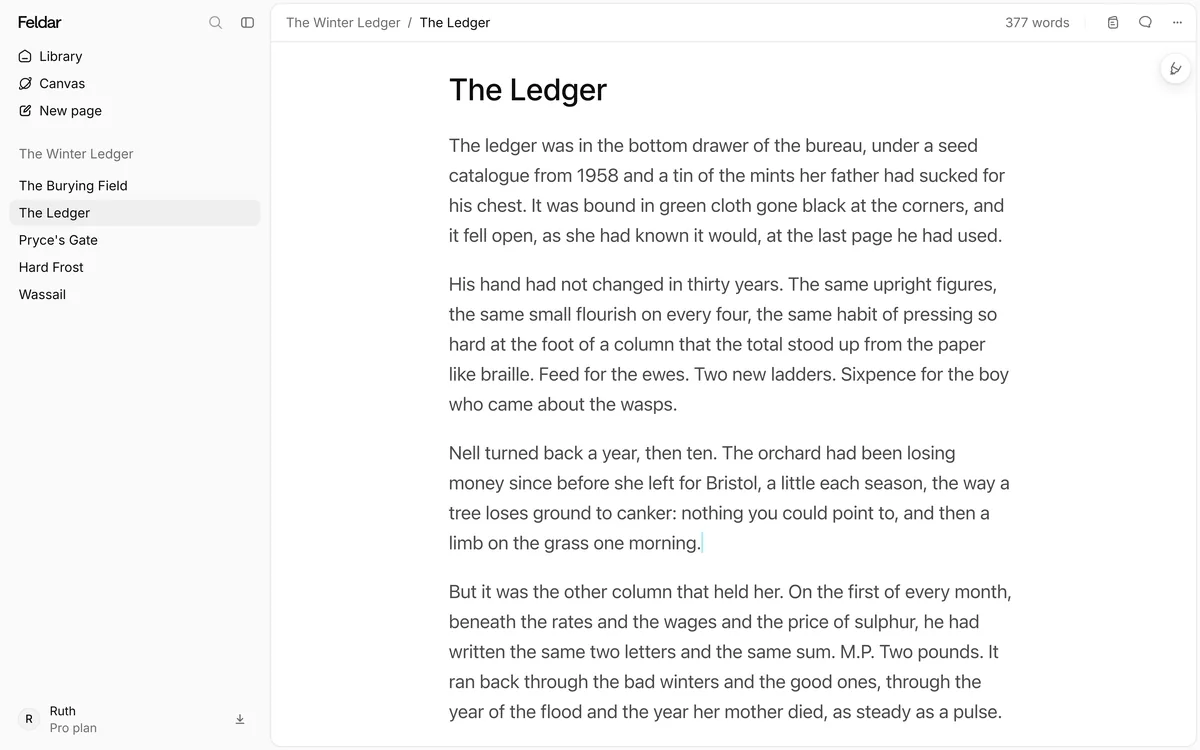 Feldar
Library
Canvas
New page
The Winter Ledger
The Burying Field
The Ledger
Pryce's Gate
Hard Frost
Wassail
R
Ruth
Pro plan
The Winter Ledger / The Ledger
377 words
The Ledger
The ledger was in the bottom drawer of the bureau, under a seed
catalogue from 1958 and a tin of the mints her father had sucked for
his chest. It was bound in green cloth gone black at the corners, and
it fell open, as she had known it would, at the last page he had used.
His hand had not changed in thirty years. The same upright figures,
the same small flourish on every four, the same habit of pressing so
hard at the foot of a column that the total stood up from the paper
like braille. Feed for the ewes. Two new ladders. Sixpence for the boy
who came about the wasps.
Nell turned back a year, then ten. The orchard had been losing
money since before she left for Bristol, a little each season, the way a
tree loses ground to canker: nothing you could point to, and then a
limb on the grass one morning.
But it was the other column that held her. On the first of every month,
beneath the rates and the wages and the price of sulphur, he had
written the same two letters and the same sum. M.P. Two pounds. It
ran back through the bad winters and the good ones, through the
year of the flood and the year her mother died, as steady as a pulse.